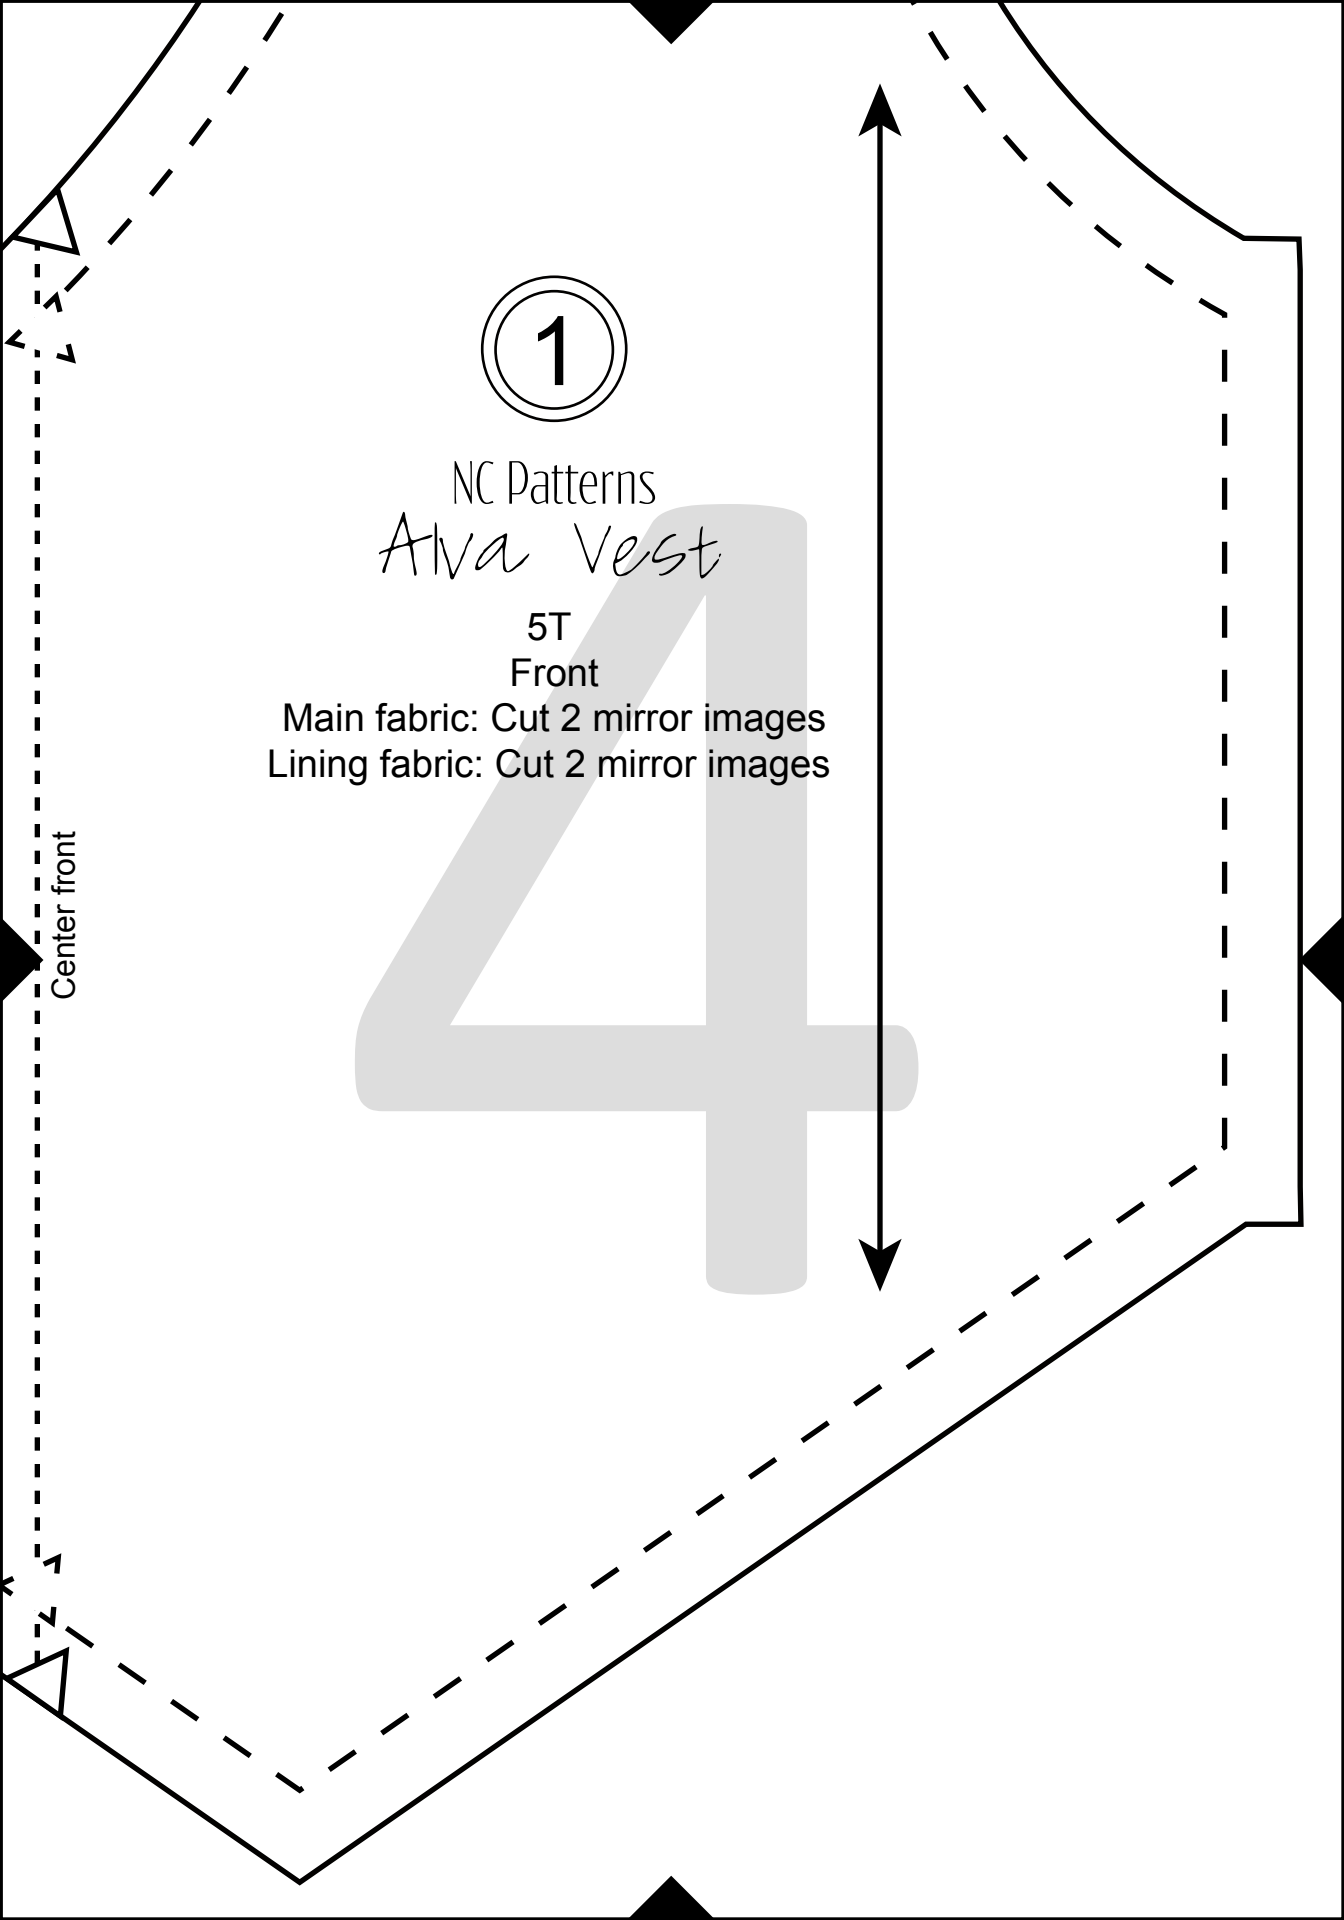 1
NC Patterns
Alva Vest
5T
Front
Main fabric: Cut 2 mirror images
Lining fabric: Cut 2 mirror images
4
Center front